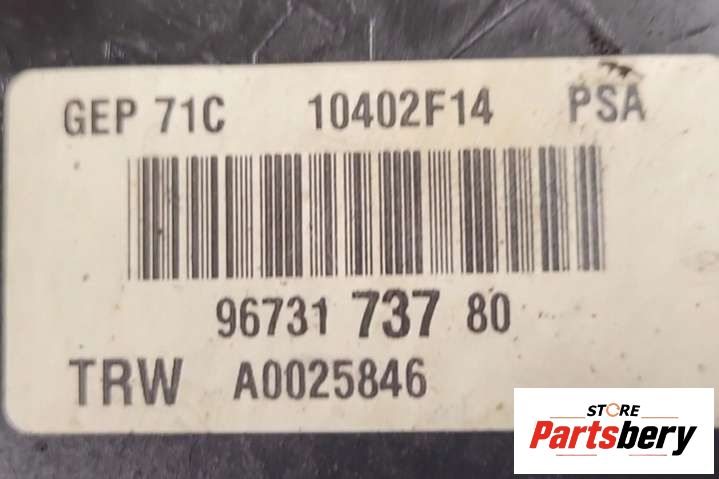 GEP 71C 10402F14 PSA
96731 737 80
TRW A0025846
STORE
Partsbery